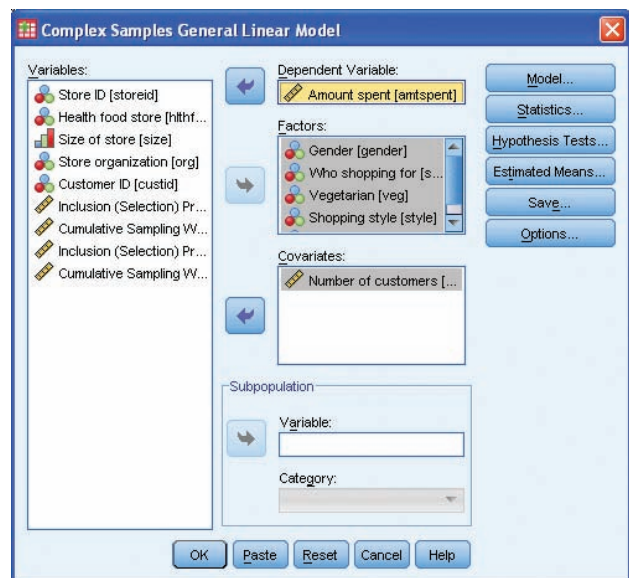 Complex Samples General Linear Model
Variables:
Store ID [storeid]
Health food store [hlthf...
Size of store [size]
Store organization [org]
Customer ID [custid]
Inclusion (Selection) Pr...
Cumulative Sampling W...
Inclusion (Selection) Pr...
Cumulative Sampling W...
Dependent Variable:
Amount spent [amtspent]
Factors:
Gender [gender]
Who shopping for [s...
Vegetarian [veg]
Shopping style [style]
Covariates:
Number of customers [...
Subpopulation
Variable:
Category:
Model...
Statistics...
Hypothesis Tests...
Estimated Means...
Save...
Options...
OK
Paste
Reset
Cancel
Help